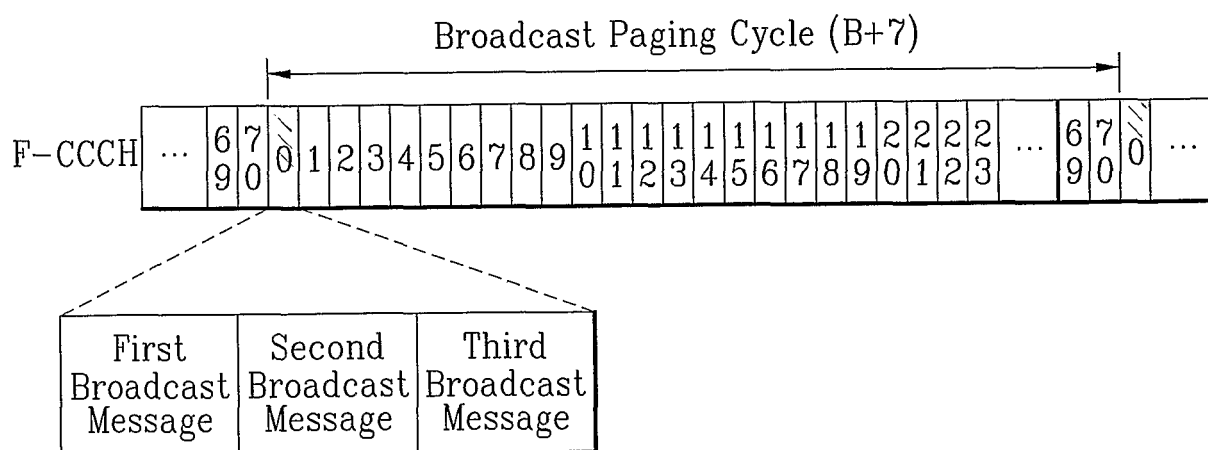 Broadcast Paging Cycle (B+7)
F-CCCH ... 69 70 0 1 2 3 4 5 6 7 8 9 10 11 12 13 14 15 16 17 18 19 20 21 22 23 ... 69 70 0 ...
First Broadcast Message
Second Broadcast Message
Third Broadcast Message